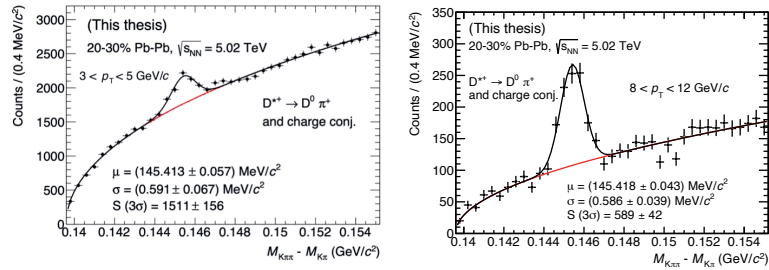 (This thesis)
20-30% Pb-Pb, √sNN = 5.02 TeV
3 < pT < 5 GeV/c
D*+ → D0 π+
and charge conj.
μ = (145.413 ± 0.057) MeV/c²
σ = (0.591 ± 0.067) MeV/c²
S (3σ) = 1511 ± 156
Counts / (0.4 MeV/c²)
3000
2500
2000
1500
1000
500
0
0.14 0.142 0.144 0.146 0.148 0.15 0.152 0.154
MKππ - MKπ (GeV/c²)
(This thesis)
20-30% Pb-Pb, √sNN = 5.02 TeV
D*+ → D0 π+
and charge conj.
8 < pT < 12 GeV/c
μ = (145.418 ± 0.043) MeV/c²
σ = (0.586 ± 0.039) MeV/c²
S (3σ) = 589 ± 42
Counts / (0.4 MeV/c²)
350
300
250
200
150
100
50
0
0.14 0.142 0.144 0.146 0.148 0.15 0.152 0.154
MKππ - MKπ (GeV/c²)